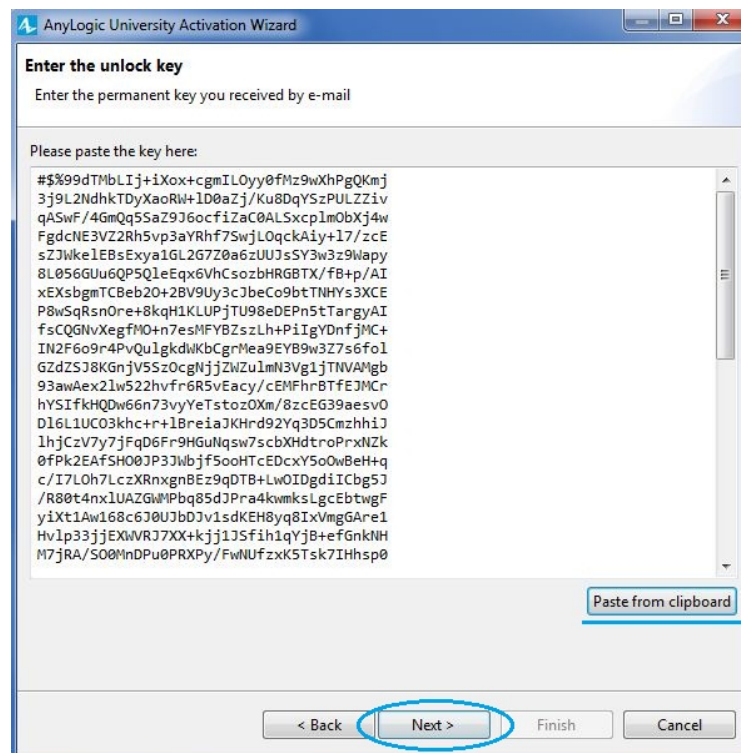 AnyLogic University Activation Wizard
Enter the unlock key
Enter the permanent key you received by e-mail
Please paste the key here:
#$%99dTMbLIj+iXox+cgmILOyy0fMz9wXhPgQKmj
3j9L2NdhkTDyXaoRW+lD0aZj/Ku8DqYSzPULZZiv
qASwF/4GmQq5SaZ9J6ocfiZaC0ALSxcplmObXj4w
FgdcNE3VZ2Rh5vp3aYRhf7SwjLOqckAiy+l7/zcE
sZJWkelEBsExya1GL2G7Z0a6zUUJsSY3w3z9Wapy
8L056GUu6QP5QleEqx6VhCsozbHRGBTX/fB+p/AI
xEXsbgmTCBeb2O+2BV9Uy3cJbeCo9btTNHYs3XCE
P8wSqRsnOre+8kqH1KLUPjTU98eDEPn5tTargyAI
fsCQGNvXegfMO+n7esMFYBZszLh+PiIgYDnfjMC+
IN2F6o9r4PvQulgkdWKbCgrMea9EYB9w3Z7s6fol
GZdZSJ8KGnjV5SzOcgNjjZWZulmN3Vg1jTNVAMgb
93awAex2lw522hvfr6R5vEacy/cEMFhrBTfEJMCr
hYSIfkHQDw66n73vyYeTstozOXm/8zcEG39aesvO
Dl6L1UCO3khc+r+lBreiaJKHrd92Yq3D5CmzhhiJ
lhjCzV7y7jFqD6Fr9HGuNqsw7scbXHdtroPrxNZk
0fPk2EAfSHO0JP3JWbjf5ooHTcEDcxY5oOwBeH+q
c/I7LOh7LczXRnxgnBEz9qDTB+LwOIDgdiICbg5J
/R80t4nxlUAZGWMPbq85dJPra4kwmksLgcEbtwgF
yiXt1Aw168c6J0UJbDJv1sdKEH8yq8IxVmgGAre1
Hvlp33jjEXWVRJ7XX+kjj1JSfih1qYjB+efGnkNH
M7jRA/SO0MnDPu0PRXPy/FwNUfzxK5Tsk7IHhsp0
Paste from clipboard
< Back
Next >
Finish
Cancel